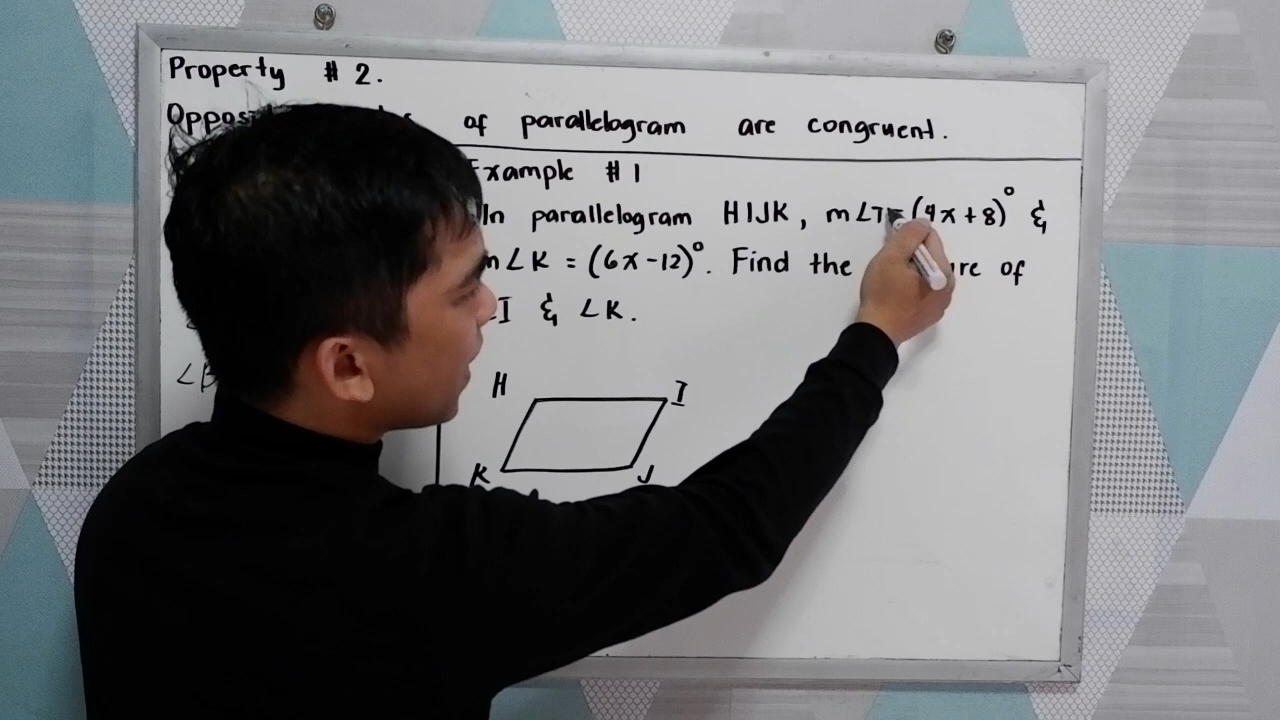 Property # 2.
of parallelogram are congruent.
Example # 1
In parallelogram HIJK, (4x+8)° &
m∠K = (6x-12)°. Find the of
I & ∠K.
H I
K J